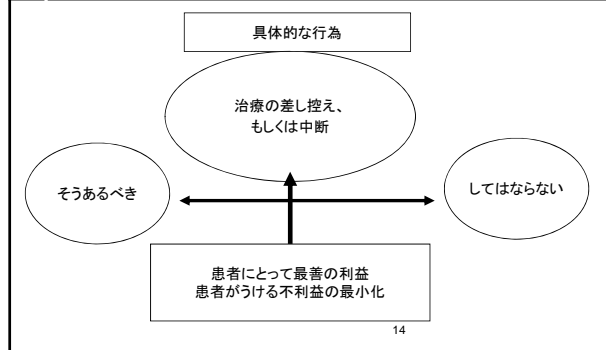 具体的な行為
治療の差し控え、
もしくは中断
そうあるべき
してはならない
患者にとって最善の利益
患者がうける不利益の最小化
14